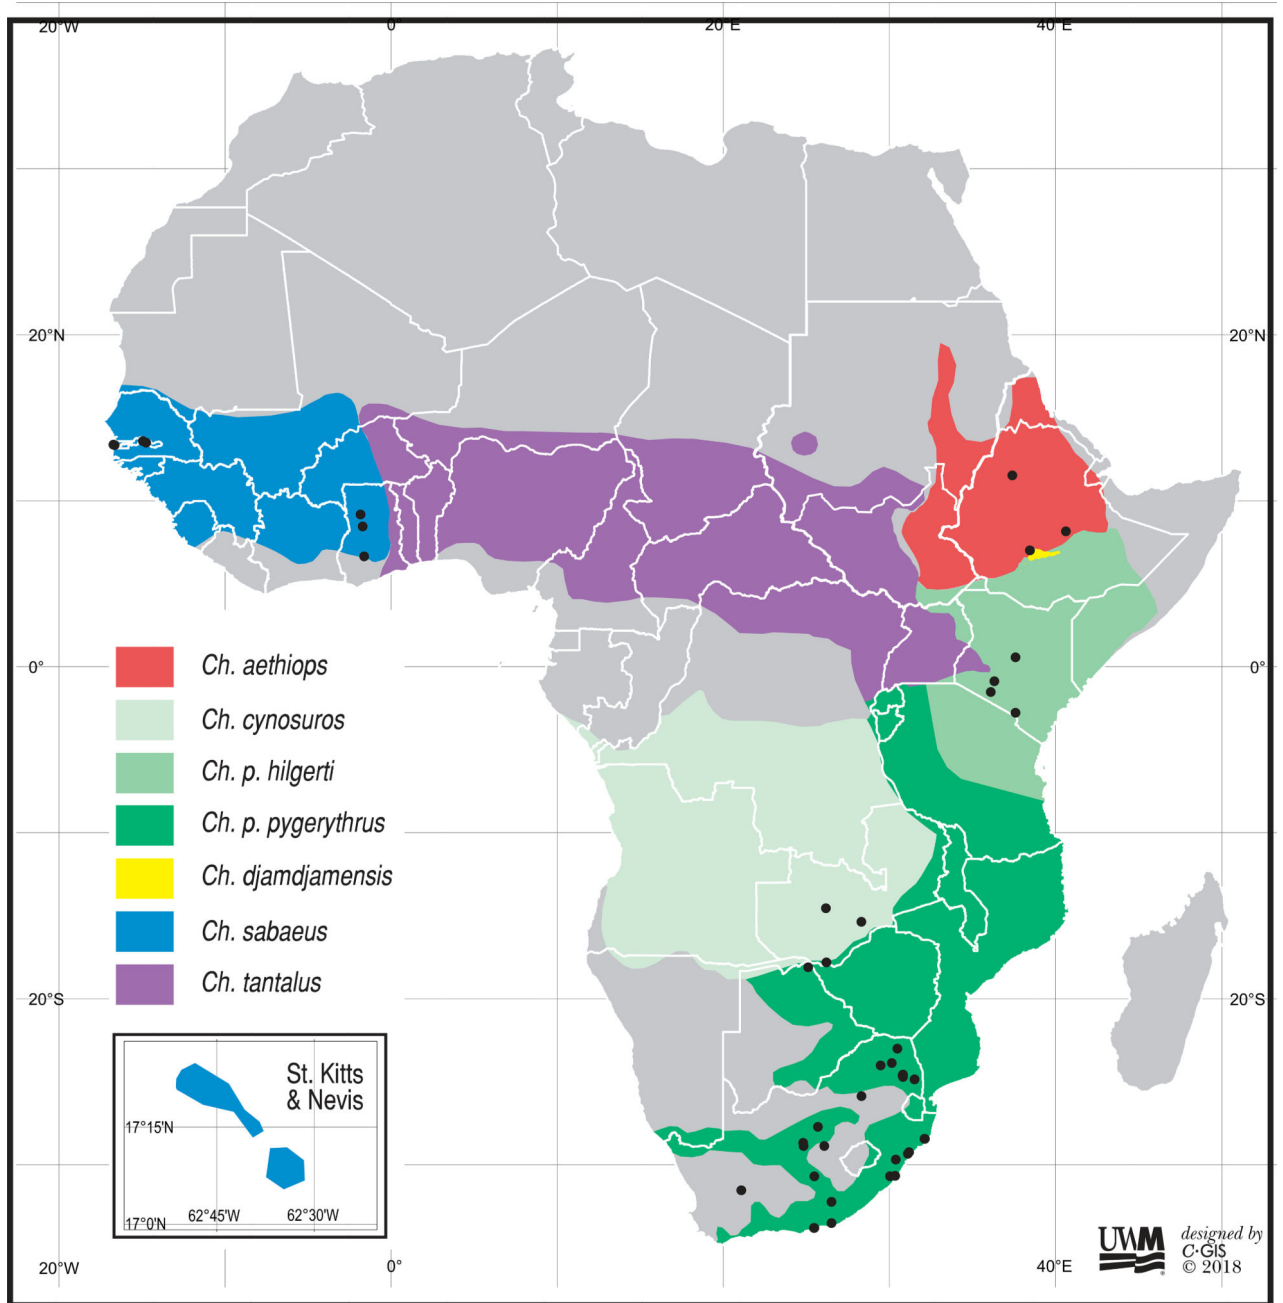 20°W 0° 20°E 40°E
20°N 20°N
0° 0°
20°S 20°S
Ch. aethiops
Ch. cynosuros
Ch. p. hilgerti
Ch. p. pygerythrus
Ch. djamdjamensis
Ch. sabaeus
Ch. tantalus
St. Kitts
& Nevis
17°15'N
17°0'N
62°45'W 62°30'W
UWM
designed by
C·GIS
© 2018
20°W 0° 40°E